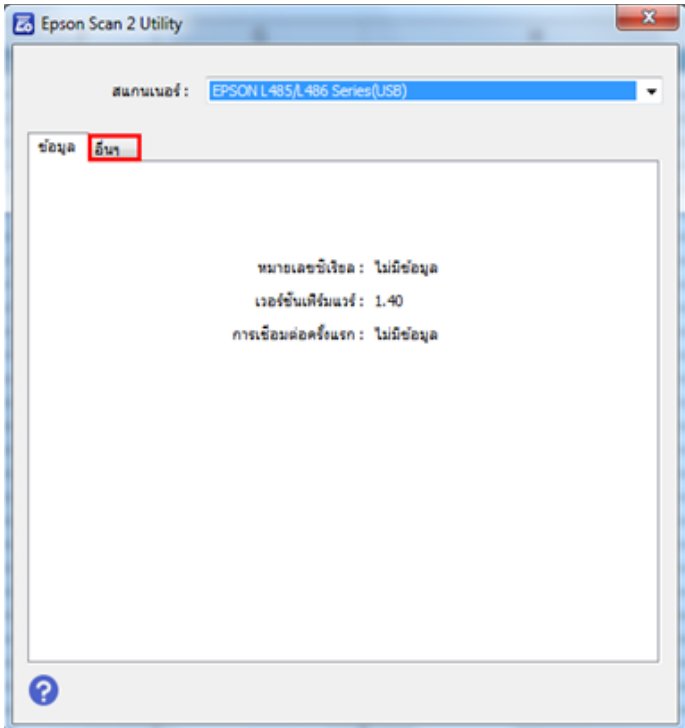 Epson Scan 2 Utility
สแกนเนอร์ : EPSON L485/L486 Series(USB)
ข้อมูล อื่นๆ
หมายเลขซีเรียล : ไม่มีข้อมูล
เวอร์ชันเฟิร์มแวร์ : 1.40
การเชื่อมต่อครั้งแรก : ไม่มีข้อมูล
?